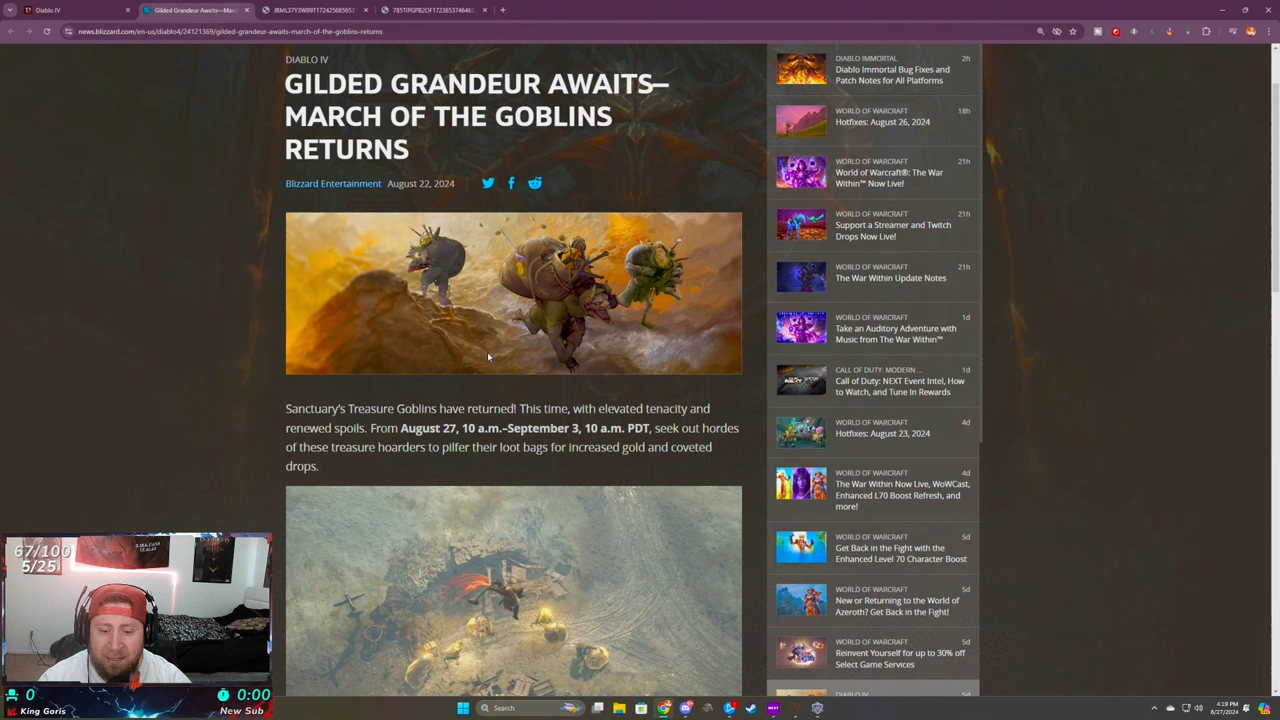 Diablo IV
Gilded Grandeur Awaits—Marc
JBML37Y3W89T172425685653
785TIPGPB2OF1723653746463
news.blizzard.com/en-us/diablo4/24121369/gilded-grandeur-awaits-march-of-the-goblins-returns
DIABLO IV
GILDED GRANDEUR AWAITS—
MARCH OF THE GOBLINS
RETURNS
Blizzard Entertainment August 22, 2024
Sanctuary's Treasure Goblins have returned! This time, with elevated tenacity and
renewed spoils. From August 27, 10 a.m.–September 3, 10 a.m. PDT, seek out hordes
of these treasure hoarders to pilfer their loot bags for increased gold and coveted
drops.
DIABLO IMMORTAL 2h
Diablo Immortal Bug Fixes and
Patch Notes for All Platforms
WORLD OF WARCRAFT 18h
Hotfixes: August 26, 2024
WORLD OF WARCRAFT 21h
World of Warcraft®: The War
Within™ Now Live!
WORLD OF WARCRAFT 21h
Support a Streamer and Twitch
Drops Now Live!
WORLD OF WARCRAFT 21h
The War Within Update Notes
WORLD OF WARCRAFT 1d
Take an Auditory Adventure with
Music from The War Within™
CALL OF DUTY: MODERN ... 1d
Call of Duty: NEXT Event Intel, How
to Watch, and Tune In Rewards
WORLD OF WARCRAFT 4d
Hotfixes: August 23, 2024
WORLD OF WARCRAFT 4d
The War Within Now Live, WoWCast,
Enhanced L70 Boost Refresh, and
more!
WORLD OF WARCRAFT 5d
Get Back in the Fight with the
Enhanced Level 70 Character Boost
WORLD OF WARCRAFT 5d
New or Returning to the World of
Azeroth? Get Back in the Fight!
WORLD OF WARCRAFT 5d
Reinvent Yourself for up to 30% off
Select Game Services
DIABLO IV 5d
67/100
5/25
0 0:00
King Goris New Sub
Search
NEXT
4:19 PM
8/27/2024